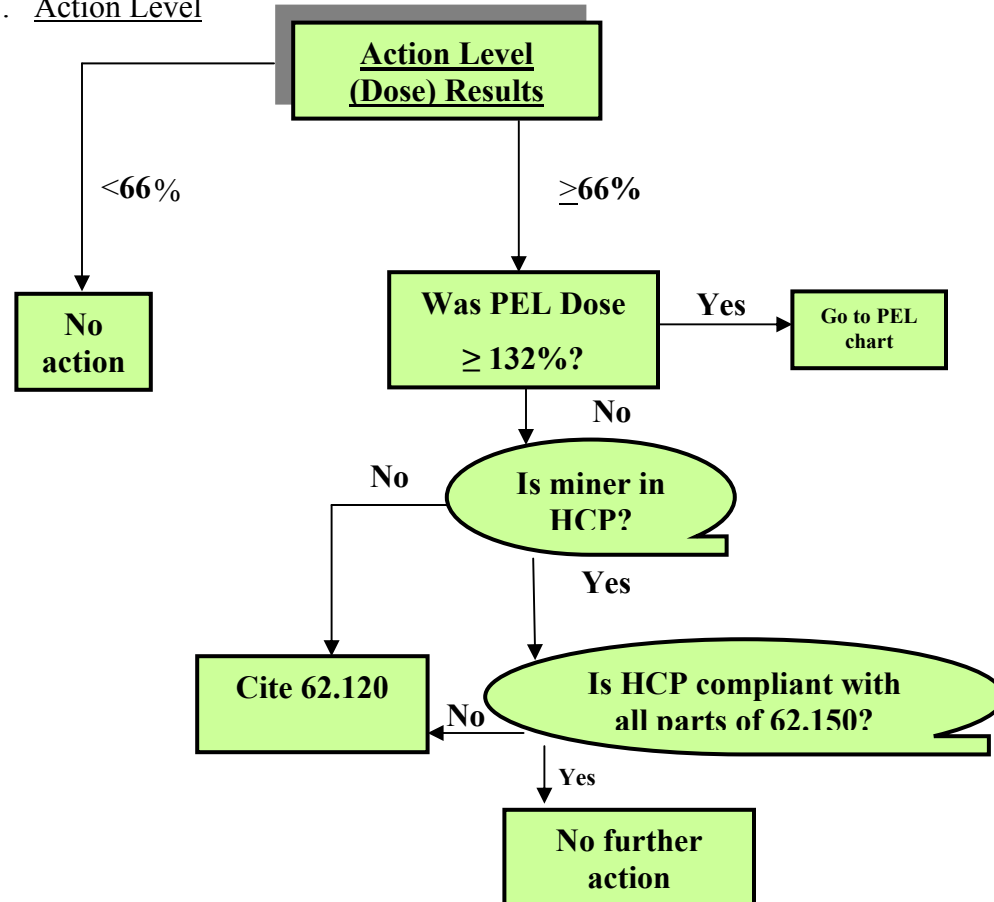 . Action Level
Action Level
(Dose) Results
<66%
≥66%
No
action
Was PEL Dose
≥ 132%?
Yes
Go to PEL
chart
No
Is miner in
HCP?
No
Yes
Cite 62.120
Is HCP compliant with
all parts of 62.150?
No
Yes
No further
action